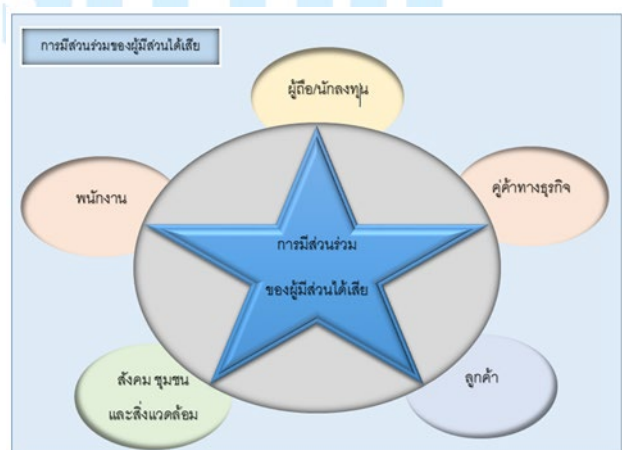 การมีส่วนร่วมของผู้มีส่วนได้เสีย
ผู้ถือ/นักลงทุน
พนักงาน
คู่ค้าทางธุรกิจ
การมีส่วนร่วม
ของผู้มีส่วนได้เสีย
สังคม ชุมชน
และสิ่งแวดล้อม
ลูกค้า